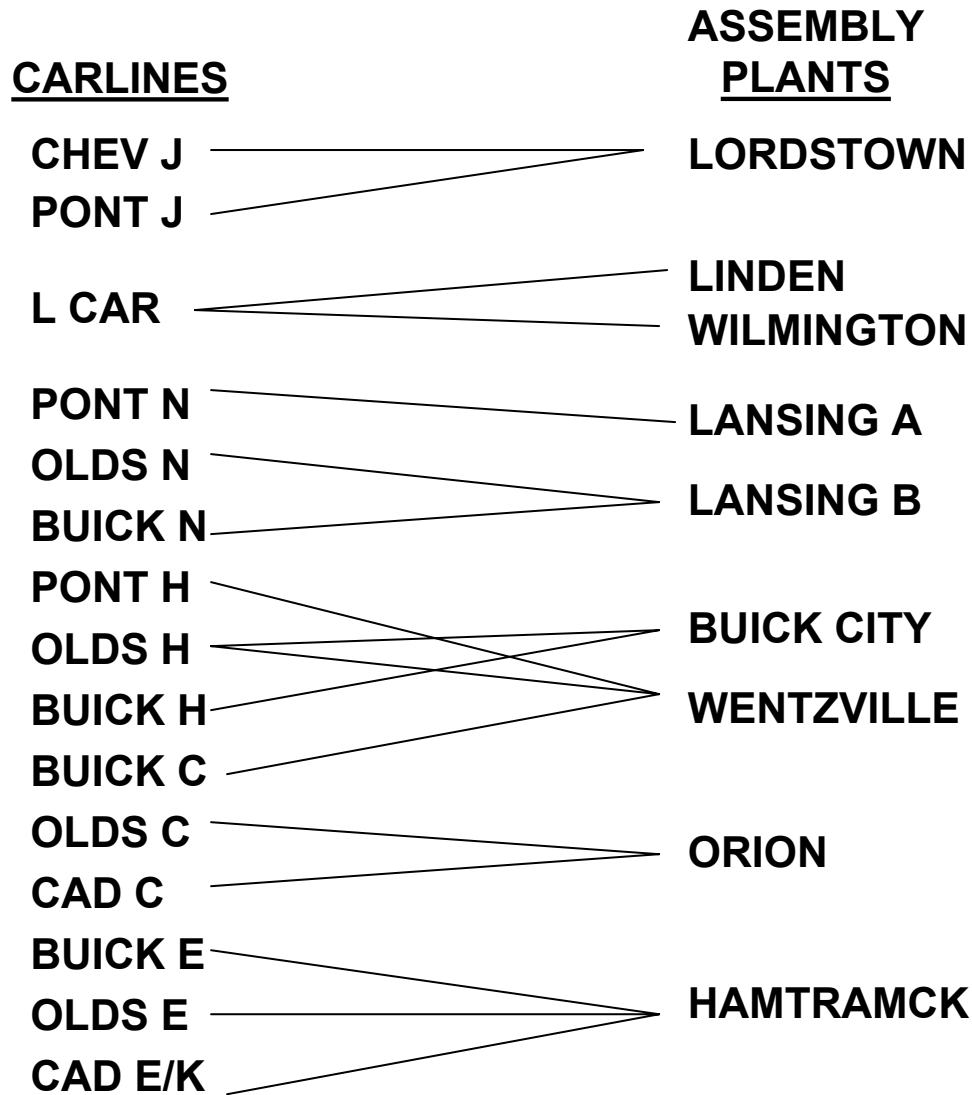 CARLINES
CHEV J
PONT J
L CAR
PONT N
OLDS N
BUICK N
PONT H
OLDS H
BUICK H
BUICK C
OLDS C
CAD C
BUICK E
OLDS E
CAD E/K
ASSEMBLY
PLANTS
LORDSTOWN
LINDEN
WILMINGTON
LANSING A
LANSING B
BUICK CITY
WENTZVILLE
ORION
HAMTRAMCK